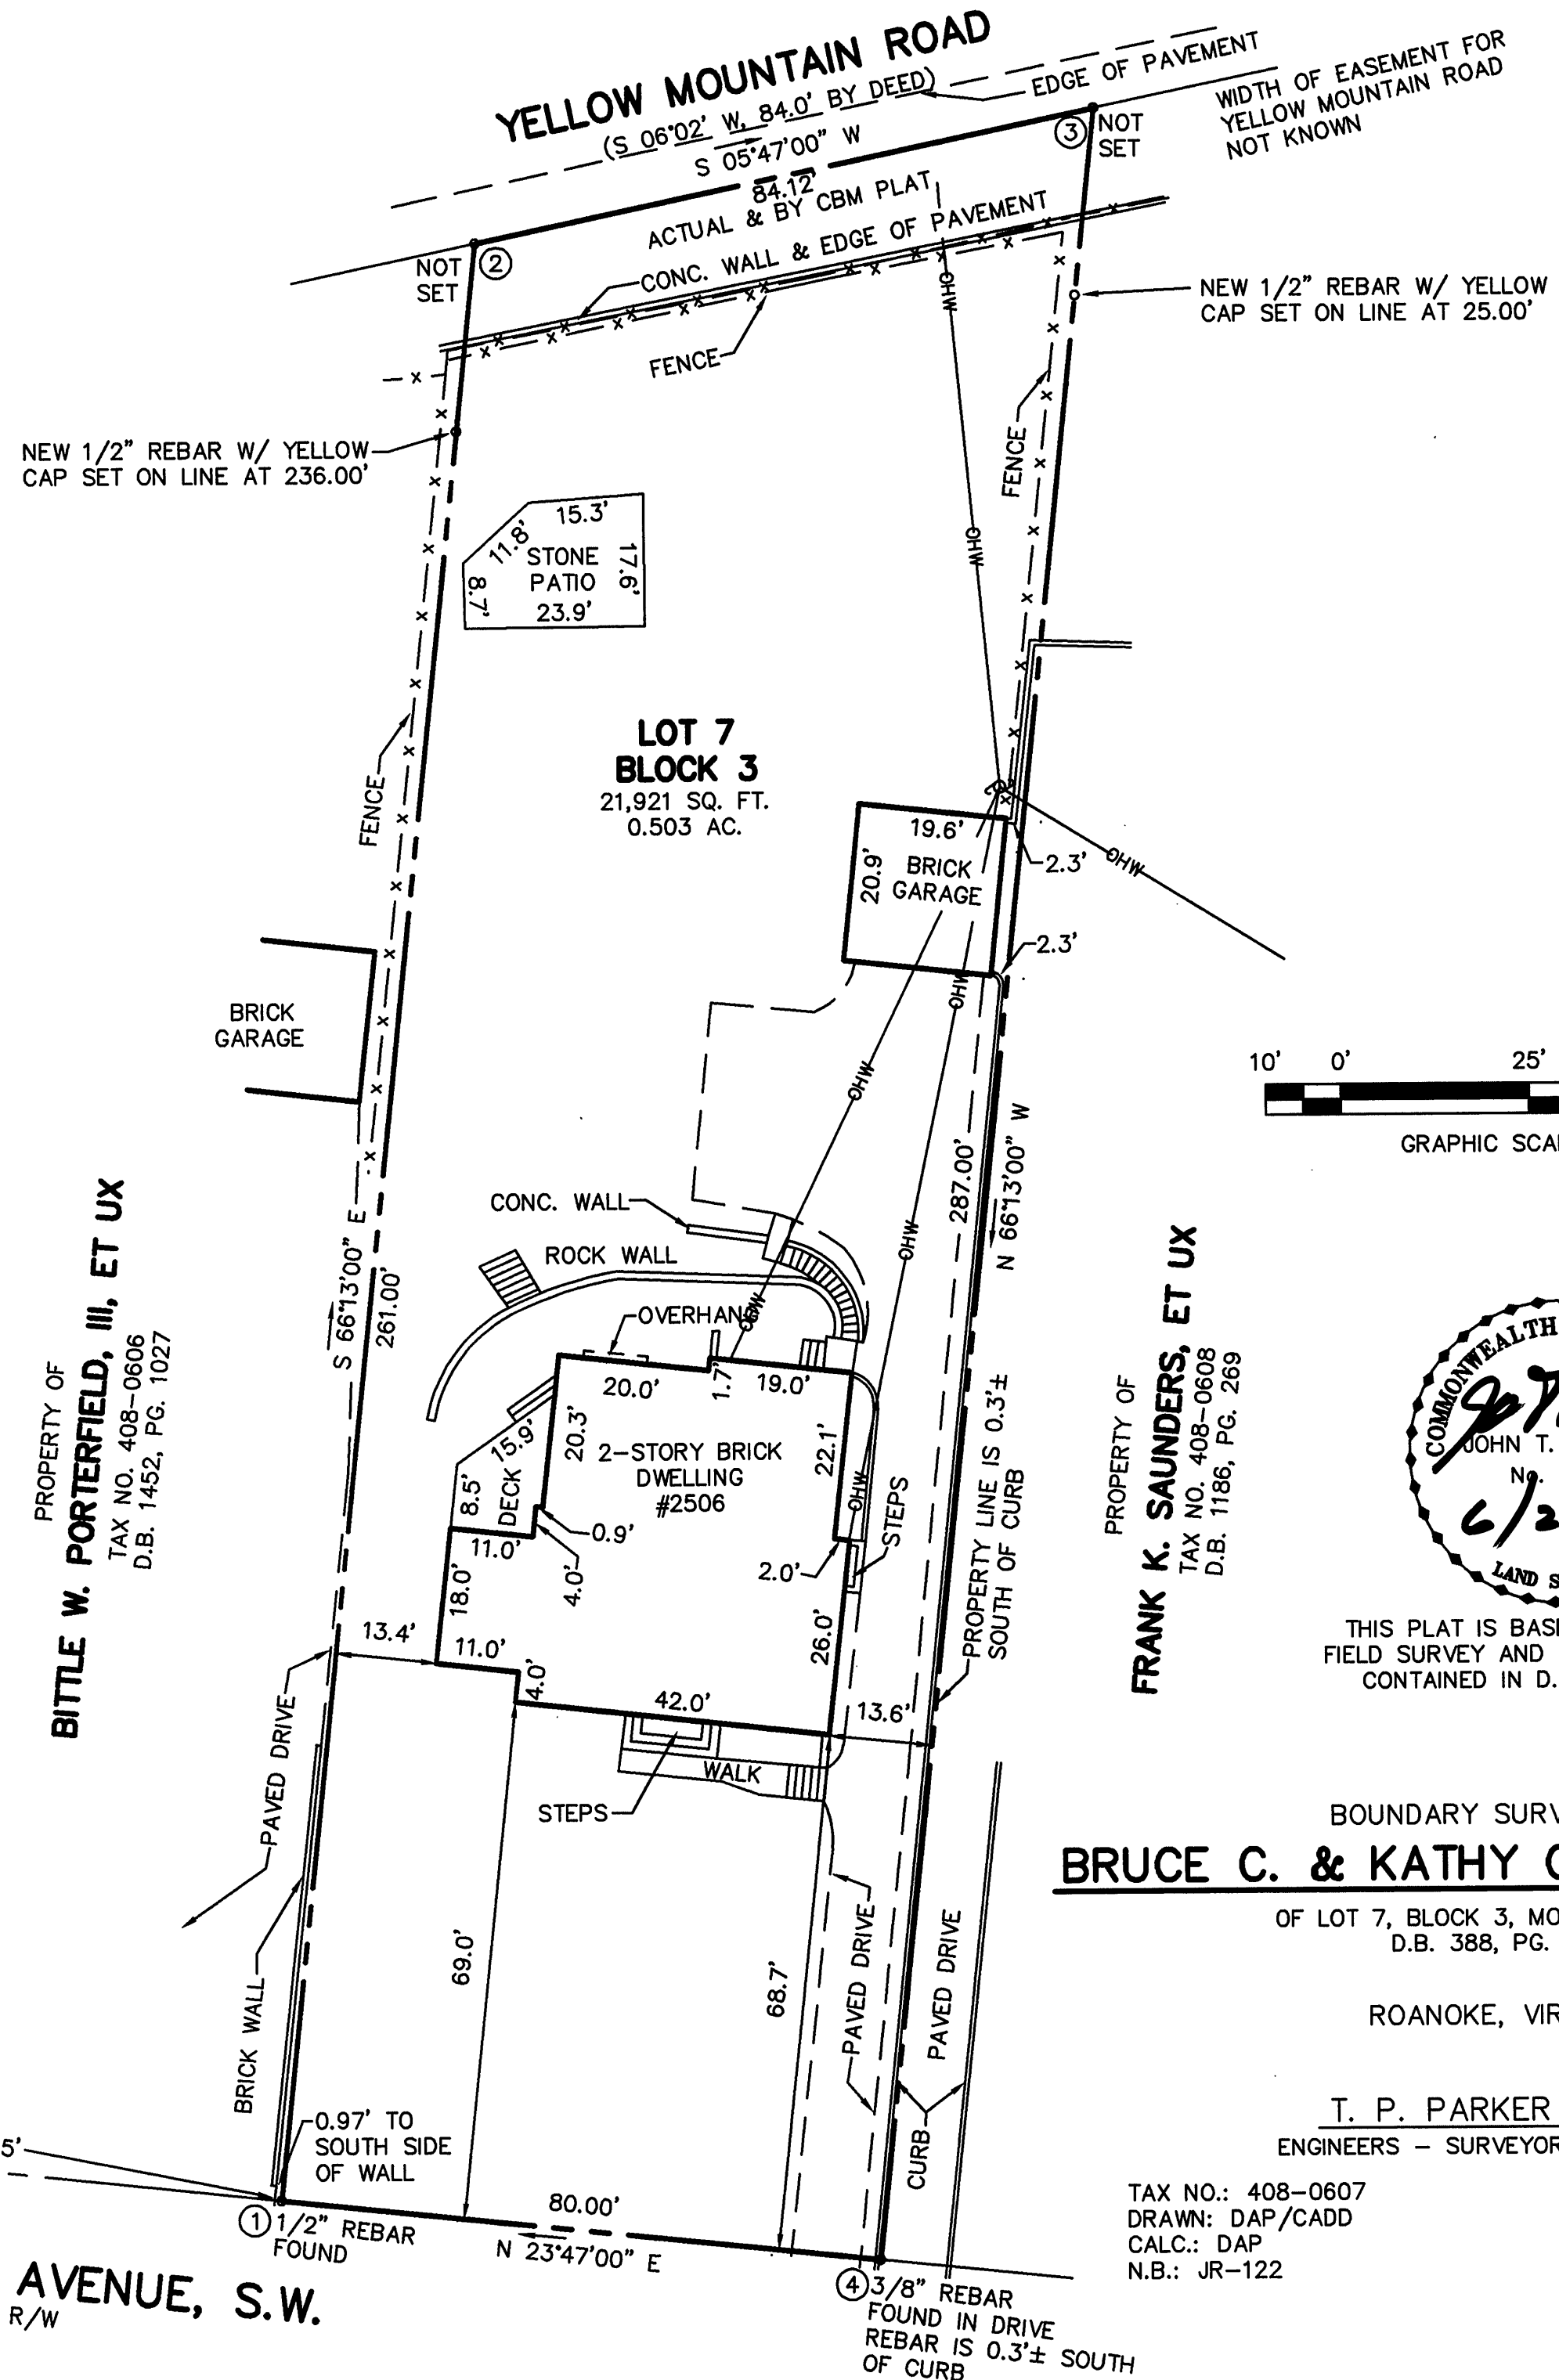 YELLOW MOUNTAIN ROAD
(S 06°02' W, 84.0' BY DEED)
EDGE OF PAVEMENT
WIDTH OF EASEMENT FOR
YELLOW MOUNTAIN ROAD
NOT KNOWN
S 05°47'00" W
84.12'
ACTUAL & BY CBM PLAT
CONC. WALL & EDGE OF PAVEMENT
3
NOT
SET
NOT
SET
2
FENCE
OHW
NEW 1/2" REBAR W/ YELLOW
CAP SET ON LINE AT 25.00'
NEW 1/2" REBAR W/ YELLOW
CAP SET ON LINE AT 236.00'
FENCE
15.3'
11.8'
STONE
PATIO
17.6'
8.7'
23.9'
OHW
LOT 7
BLOCK 3
21,921 SQ. FT.
0.503 AC.
FENCE
19.6'
20.9'
BRICK
GARAGE
2.3'
OHW
2.3'
OHW
OHW
BRICK
GARAGE
10' 0' 25'
287.00'
N 66°13'00" W
S 66°13'00" E
261.00'
CONC. WALL
ROCK WALL
OHW
OVERHANG
OHW
PROPERTY OF
BITTLE W. PORTERFIELD, III, ET UX
TAX NO. 408-0606
D.B. 1452, PG. 1027
PROPERTY OF
FRANK K. SAUNDERS, ET UX
TAX NO. 408-0608
D.B. 1186, PG. 269
20.0'
1.7'
19.0'
20.3'
22.1'
2-STORY BRICK
DWELLING
#2506
15.9'
8.5'
DECK
0.9'
11.0'
4.0'
18.0'
OHW
STEPS
2.0'
PROPERTY LINE IS 0.3'±
SOUTH OF CURB
13.4'
11.0'
4.0'
26.0'
42.0'
13.6'
WALK
STEPS
PAVED DRIVE
BRICK WALL
69.0'
68.7'
PAVED DRIVE
PAVED DRIVE
CURB
0.97' TO
SOUTH SIDE
OF WALL
5'
1
1/2" REBAR
FOUND
80.00'
N 23°47'00" E
4
3/8" REBAR
FOUND IN DRIVE
REBAR IS 0.3'± SOUTH
OF CURB
AVENUE, S.W.
R/W
COMMONWEALTH
JOHN T.
No.
6/2
LAND S
BOUNDARY SURV
BRUCE C. & KATHY
OF LOT 7, BLOCK 3, MO
D.B. 388, PG.
ROANOKE, VIR
T. P. PARKER
ENGINEERS – SURVEYOR
GRAPHIC SCA
THIS PLAT IS BAS
FIELD SURVEY AND
CONTAINED IN D.
TAX NO.: 408-0607
DRAWN: DAP/CADD
CALC.: DAP
N.B.: JR-122